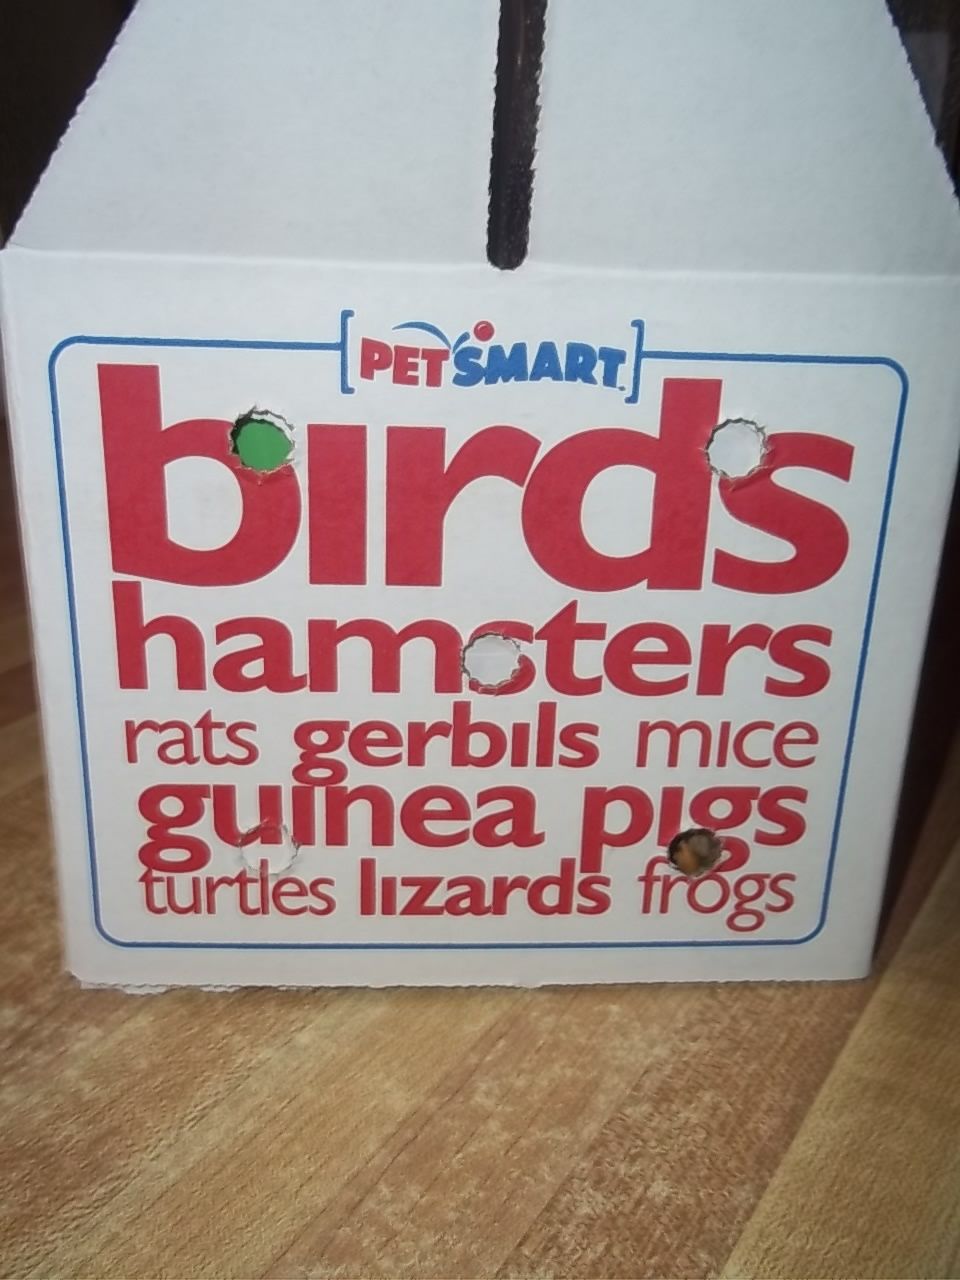 PETSMART
birds
hamsters
rats gerbils mice
guinea pigs
turtles lizards frogs